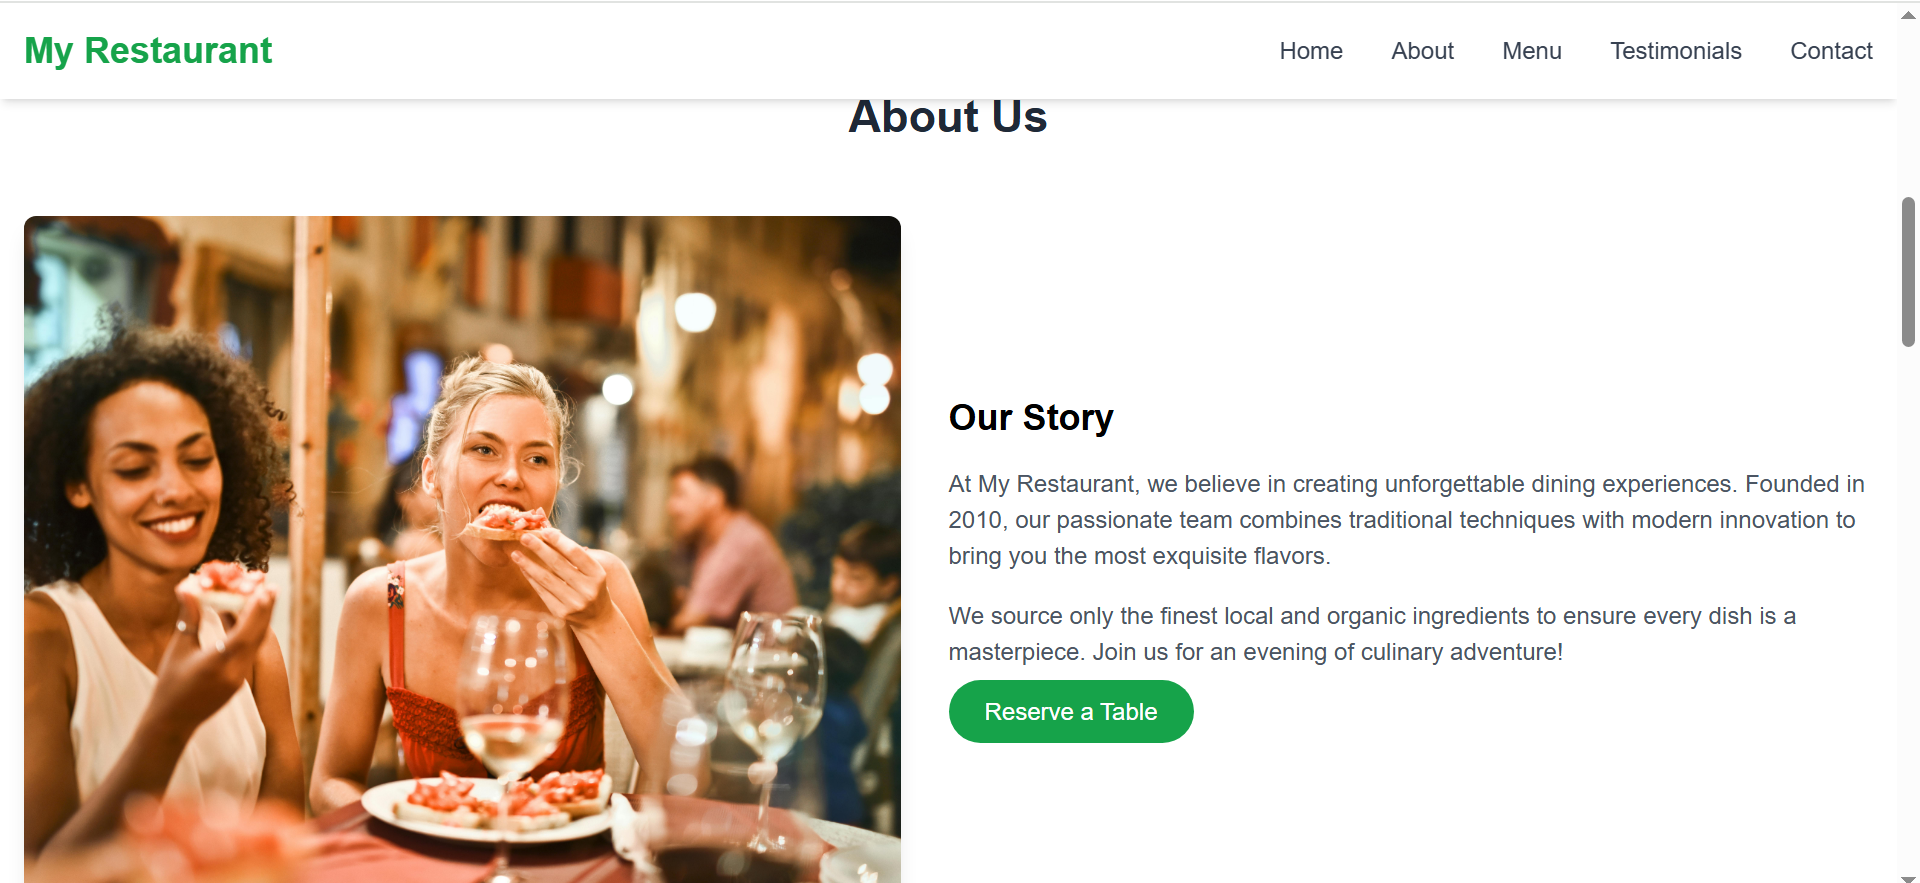 My Restaurant
Home
About
Menu
Testimonials
Contact
About Us
Our Story
At My Restaurant, we believe in creating unforgettable dining experiences. Founded in
2010, our passionate team combines traditional techniques with modern innovation to
bring you the most exquisite flavors.
We source only the finest local and organic ingredients to ensure every dish is a
masterpiece. Join us for an evening of culinary adventure!
Reserve a Table